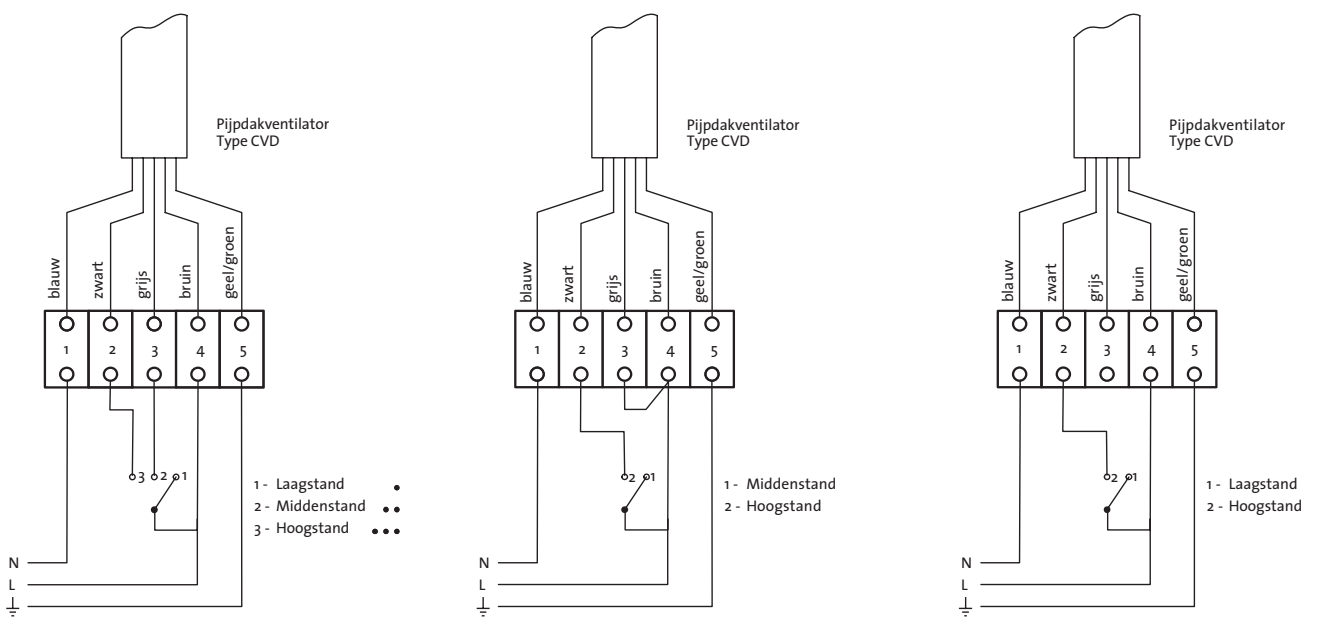 Pijpdakventilator
Type CVD
blauw
zwart
grijs
bruin
geel/groen
1 2 3 4 5
3 2 1
1 - Laagstand
2 - Middenstand
3 - Hoogstand
N
L
Pijpdakventilator
Type CVD
blauw
zwart
grijs
bruin
geel/groen
1 2 3 4 5
2 1
1 - Middenstand
2 - Hoogstand
N
L
Pijpdakventilator
Type CVD
blauw
zwart
grijs
bruin
geel/groen
1 2 3 4 5
2 1
1 - Laagstand
2 - Hoogstand
N
L